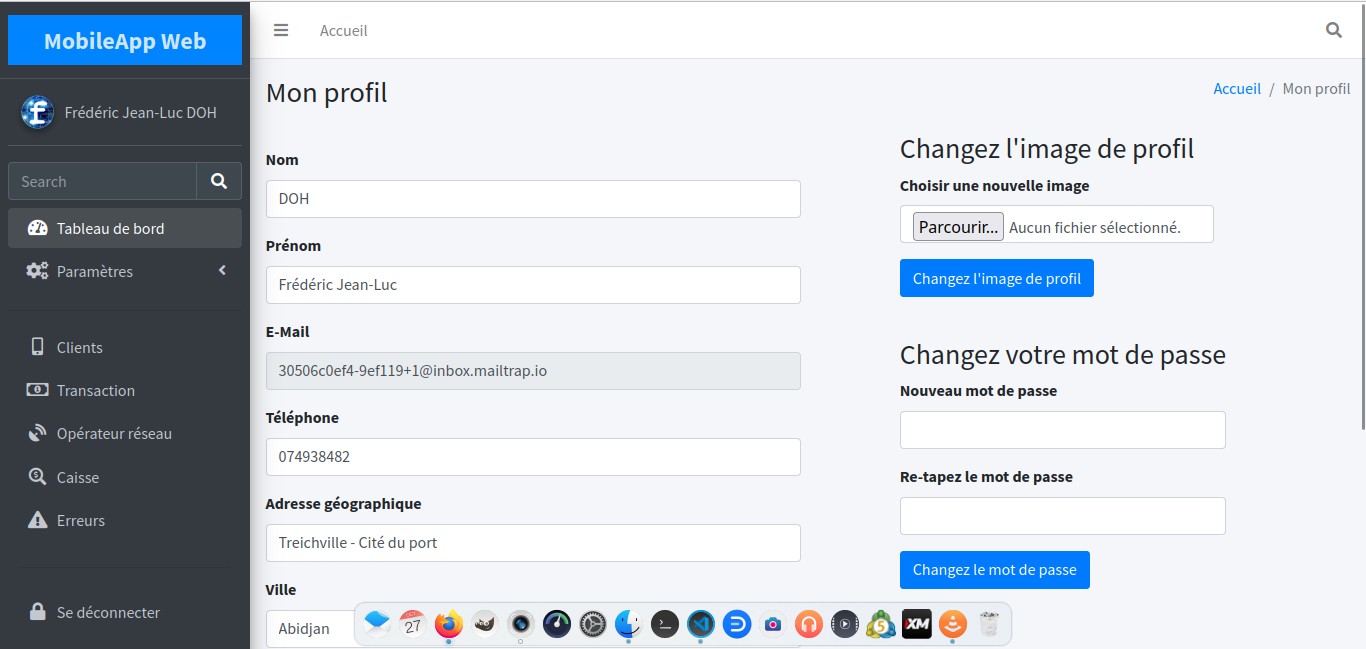 MobileApp Web
Accueil
Frédéric Jean-Luc DOH
Search
Tableau de bord
Paramètres
Clients
Transaction
Opérateur réseau
Caisse
Erreurs
Se déconnecter
Mon profil
Accueil / Mon profil
Nom
DOH
Prénom
Frédéric Jean-Luc
E-Mail
30506c0ef4-9ef119+1@inbox.mailtrap.io
Téléphone
074938482
Adresse géographique
Treichville - Cité du port
Ville
Abidjan
Changez l'image de profil
Choisir une nouvelle image
Parcourir... Aucun fichier sélectionné.
Changez l'image de profil
Changez votre mot de passe
Nouveau mot de passe
Re-tapez le mot de passe
Changez le mot de passe
27
XM